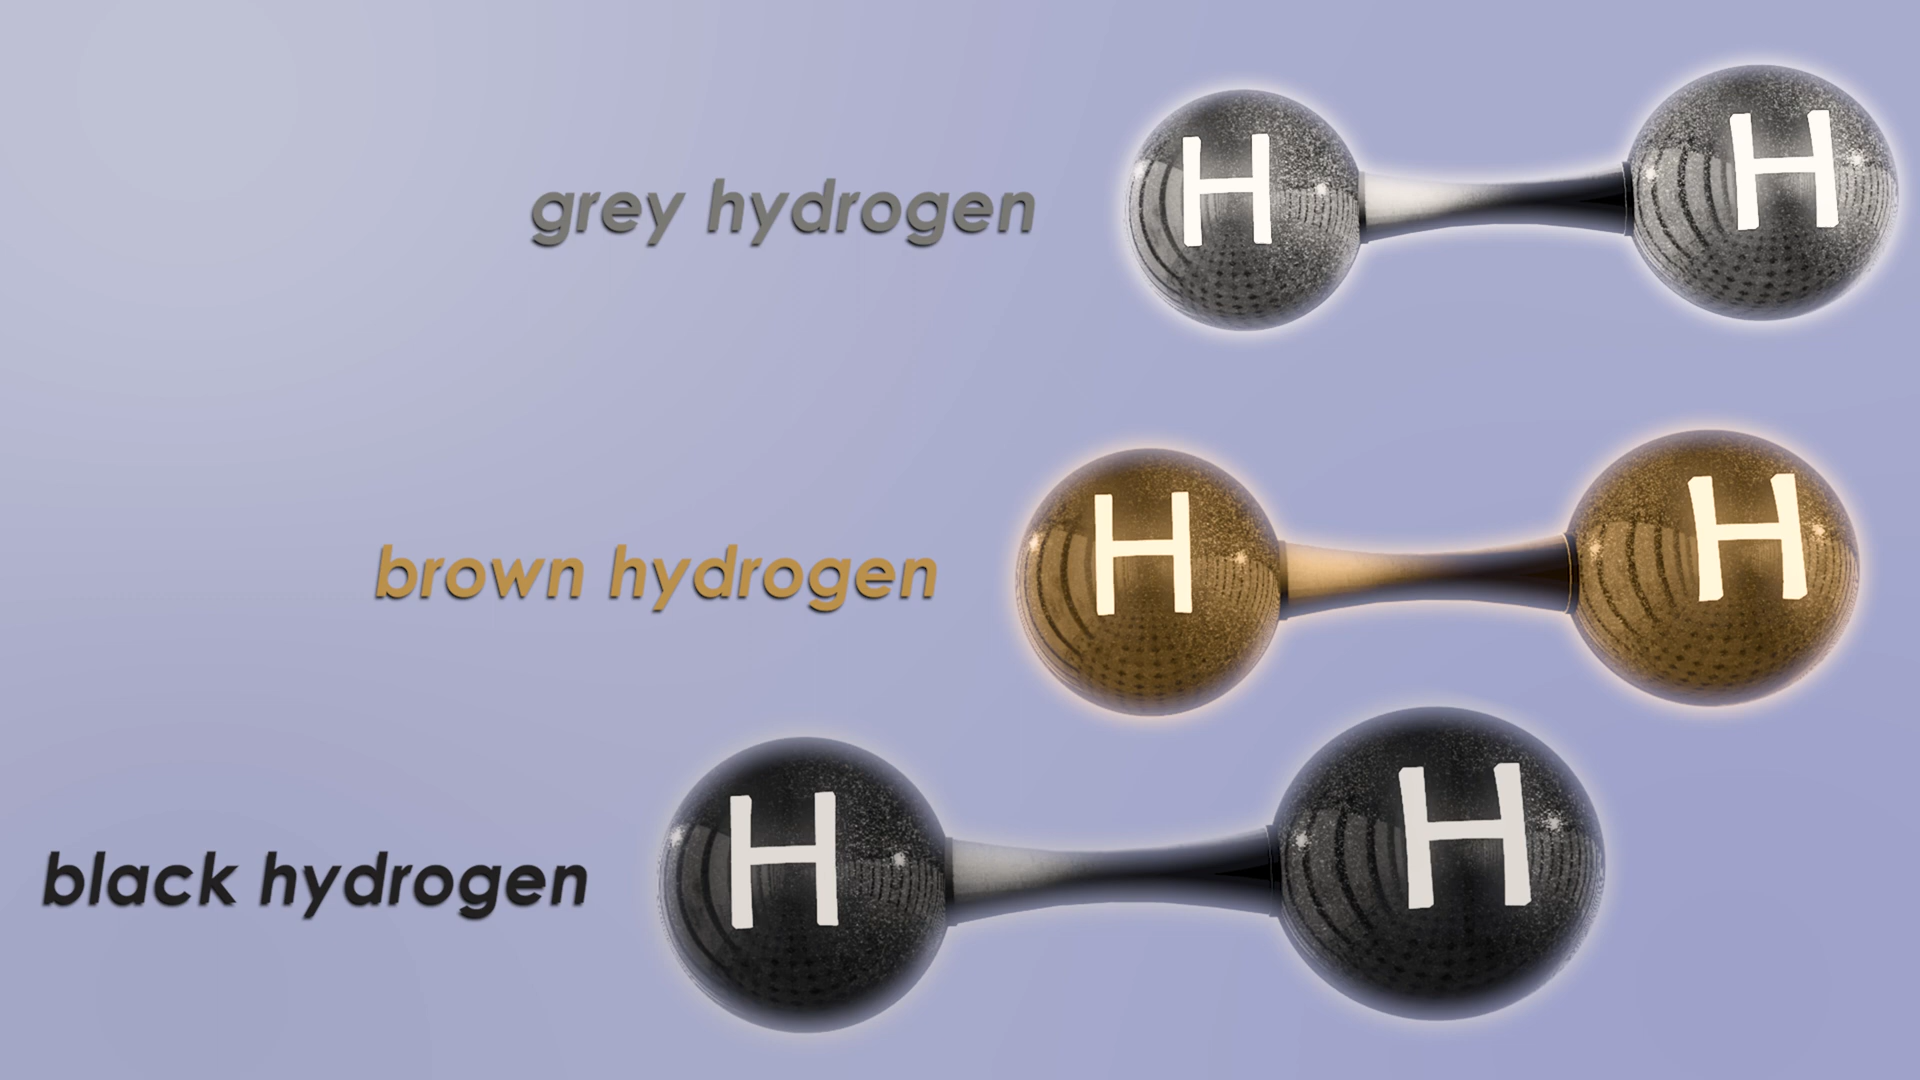 grey hydrogen
H H
brown hydrogen
H H
black hydrogen
H H